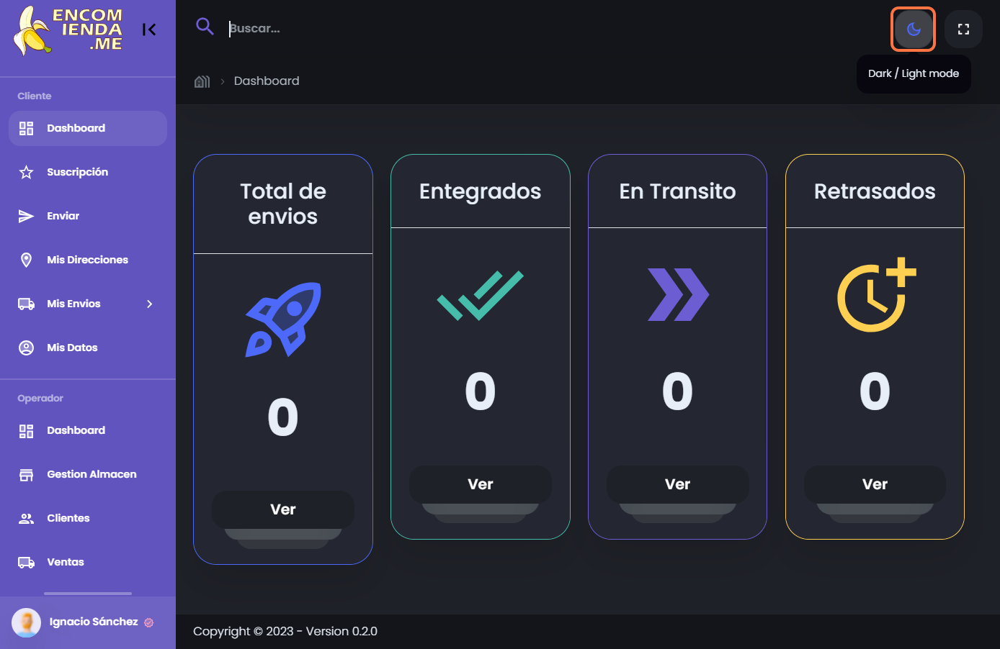 ENCOM
IENDA
.ME
Buscar...
Dark / Light mode
Dashboard
Cliente
Dashboard
Suscripción
Enviar
Mis Direcciones
Mis Envios
Mis Datos
Operador
Dashboard
Gestion Almacen
Clientes
Ventas
Ignacio Sánchez
Total de
envios
0
Ver
Entegrados
0
Ver
En Transito
0
Ver
Retrasados
0
Ver
Copyright © 2023 - Version 0.2.0